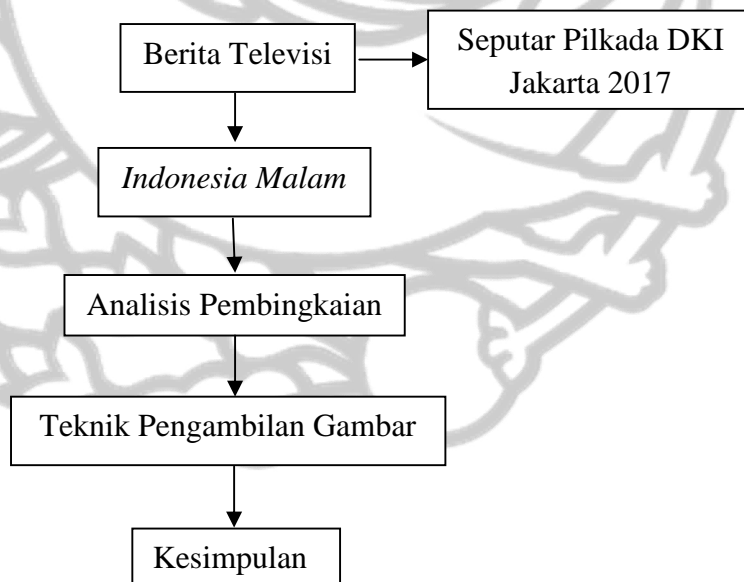 Berita Televisi
Seputar Pilkada DKI
Jakarta 2017
Indonesia Malam
Analisis Pembingkaian
Teknik Pengambilan Gambar
Kesimpulan